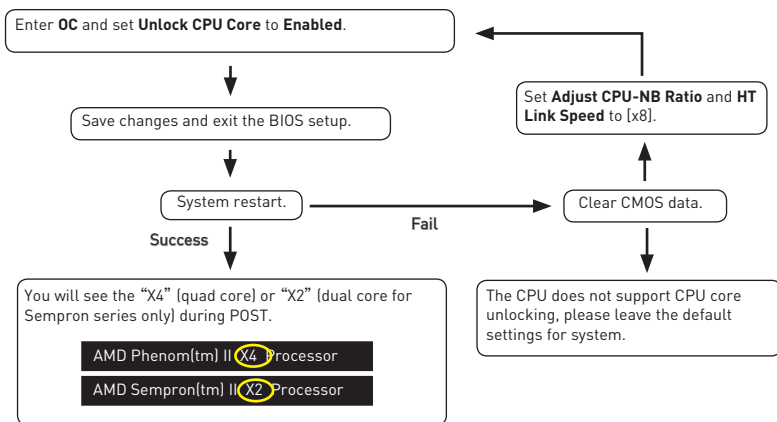 Enter OC and set Unlock CPU Core to Enabled.
Save changes and exit the BIOS setup.
System restart.
Success
Fail
You will see the “X4” (quad core) or “X2” (dual core for
Sempron series only) during POST.
AMD Phenom(tm) II X4 Processor
AMD Sempron(tm) II X2 Processor
Set Adjust CPU-NB Ratio and HT
Link Speed to [x8].
Clear CMOS data.
The CPU does not support CPU core
unlocking, please leave the default
settings for system.